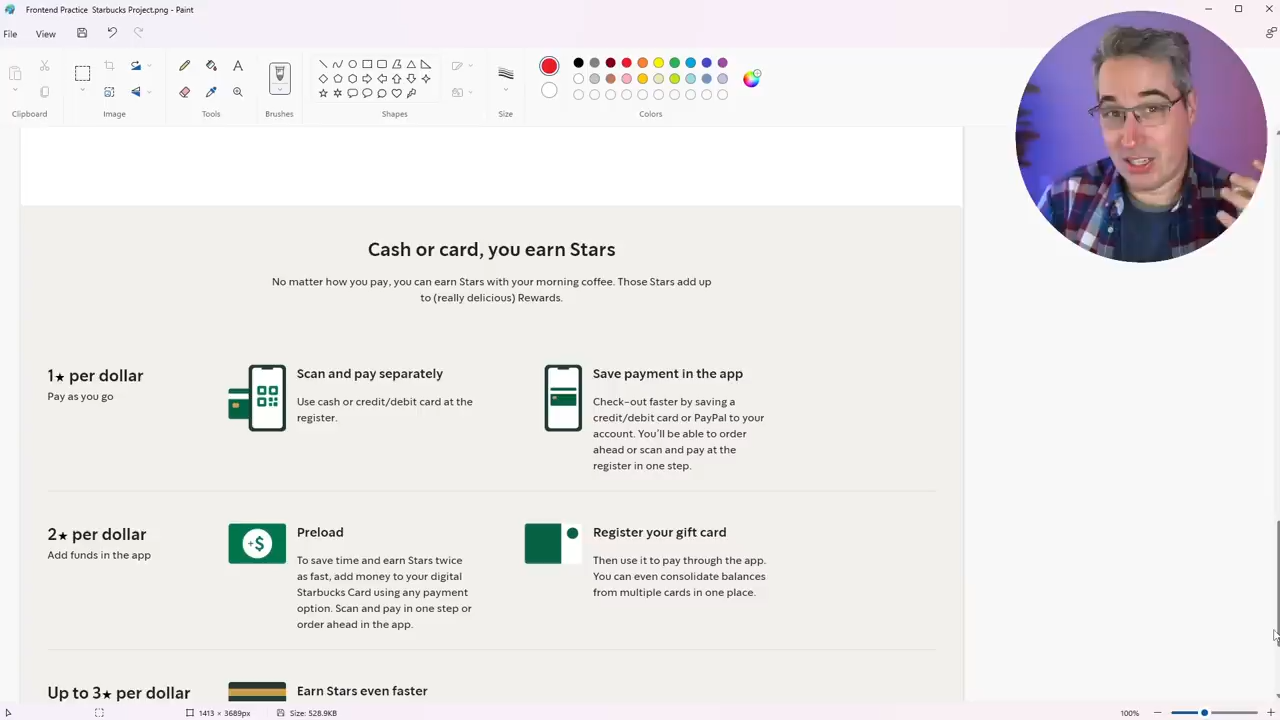 Frontend Practice Starbucks Project.png - Paint
File
View
Clipboard
Image
Tools
Brushes
Shapes
Size
Colors
Cash or card, you earn Stars
No matter how you pay, you can earn Stars with your morning coffee. Those Stars add up
to (really delicious) Rewards.
1★ per dollar
Pay as you go
Scan and pay separately
Use cash or credit/debit card at the
register.
Save payment in the app
Check-out faster by saving a
credit/debit card or PayPal to your
account. You'll be able to order
ahead or scan and pay at the
register in one step.
2★ per dollar
Add funds in the app
+$
Preload
To save time and earn Stars twice
as fast, add money to your digital
Starbucks Card using any payment
option. Scan and pay in one step or
order ahead in the app.
Register your gift card
Then use it to pay through the app.
You can even consolidate balances
from multiple cards in one place.
Up to 3★ per dollar
Earn Stars even faster
1413 × 3689px
Size: 528.9KB
100%